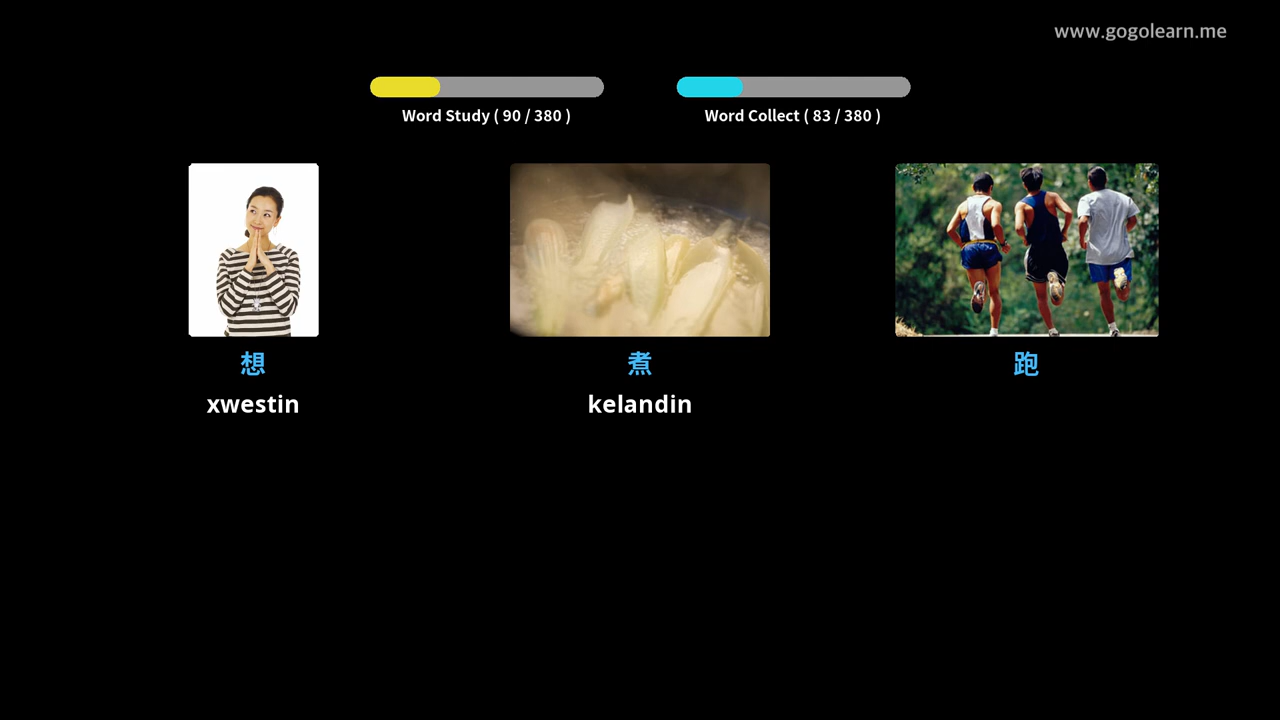 www.gogolearn.me
Word Study ( 90 / 380 )
Word Collect ( 83 / 380 )
想
煮
跑
xwestin
kelandin